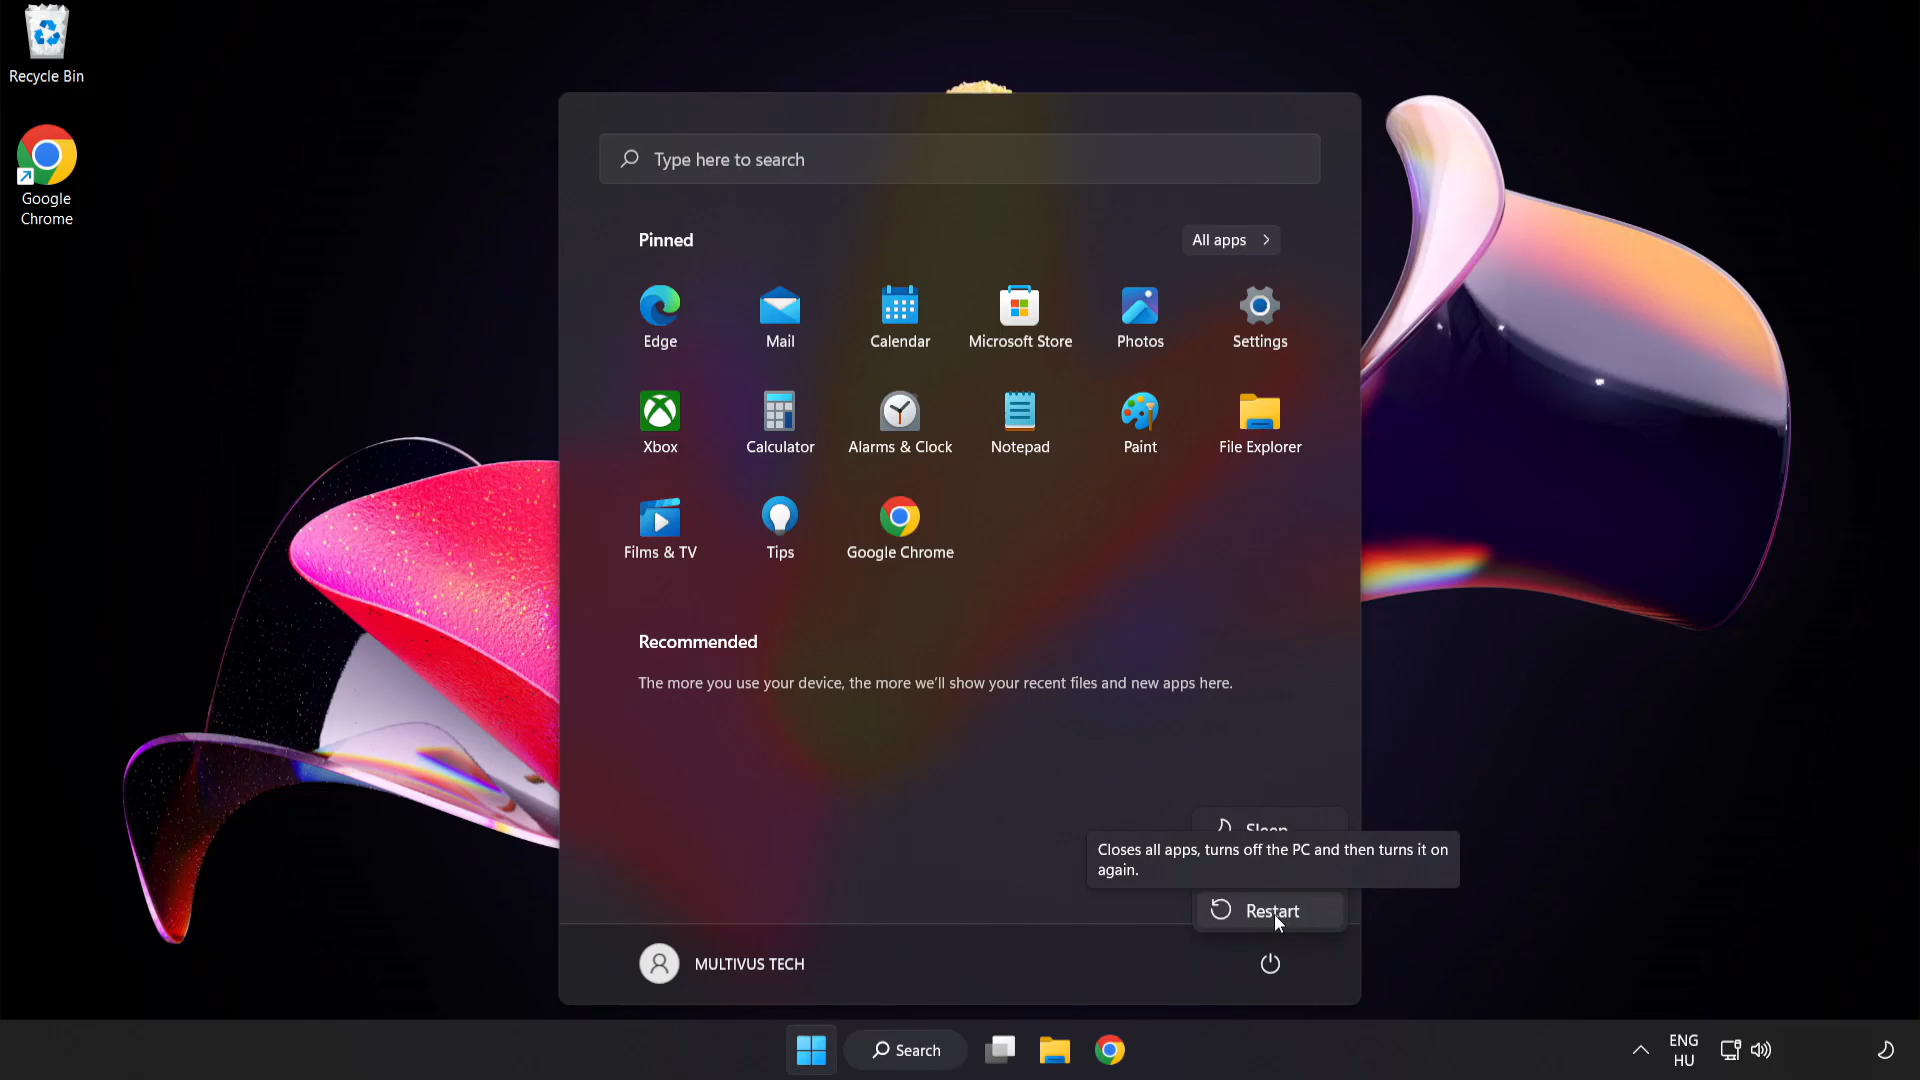 Recycle Bin
Google
Chrome
Type here to search
Pinned
All apps
Edge
Mail
Calendar
Microsoft Store
Photos
Settings
Xbox
Calculator
Alarms & Clock
Notepad
Paint
File Explorer
Films & TV
Tips
Google Chrome
Recommended
The more you use your device, the more we'll show your recent files and new apps here.
Sleep
Closes all apps, turns off the PC and then turns it on
again.
Restart
MULTIVUS TECH
Search
ENG
HU